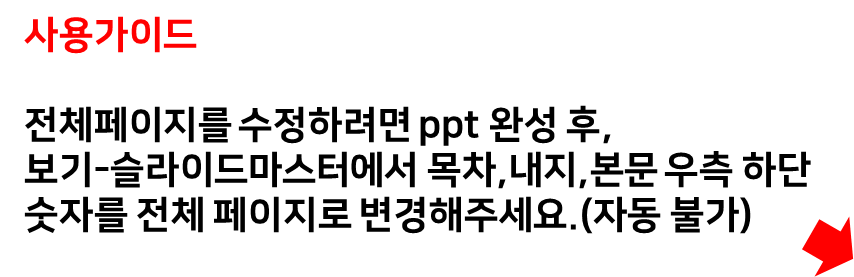 사용가이드
전체페이지를 수정하려면 ppt 완성 후,
보기-슬라이드마스터에서 목차,내지,본문 우측 하단
숫자를 전체 페이지로 변경해주세요.(자동 불가)